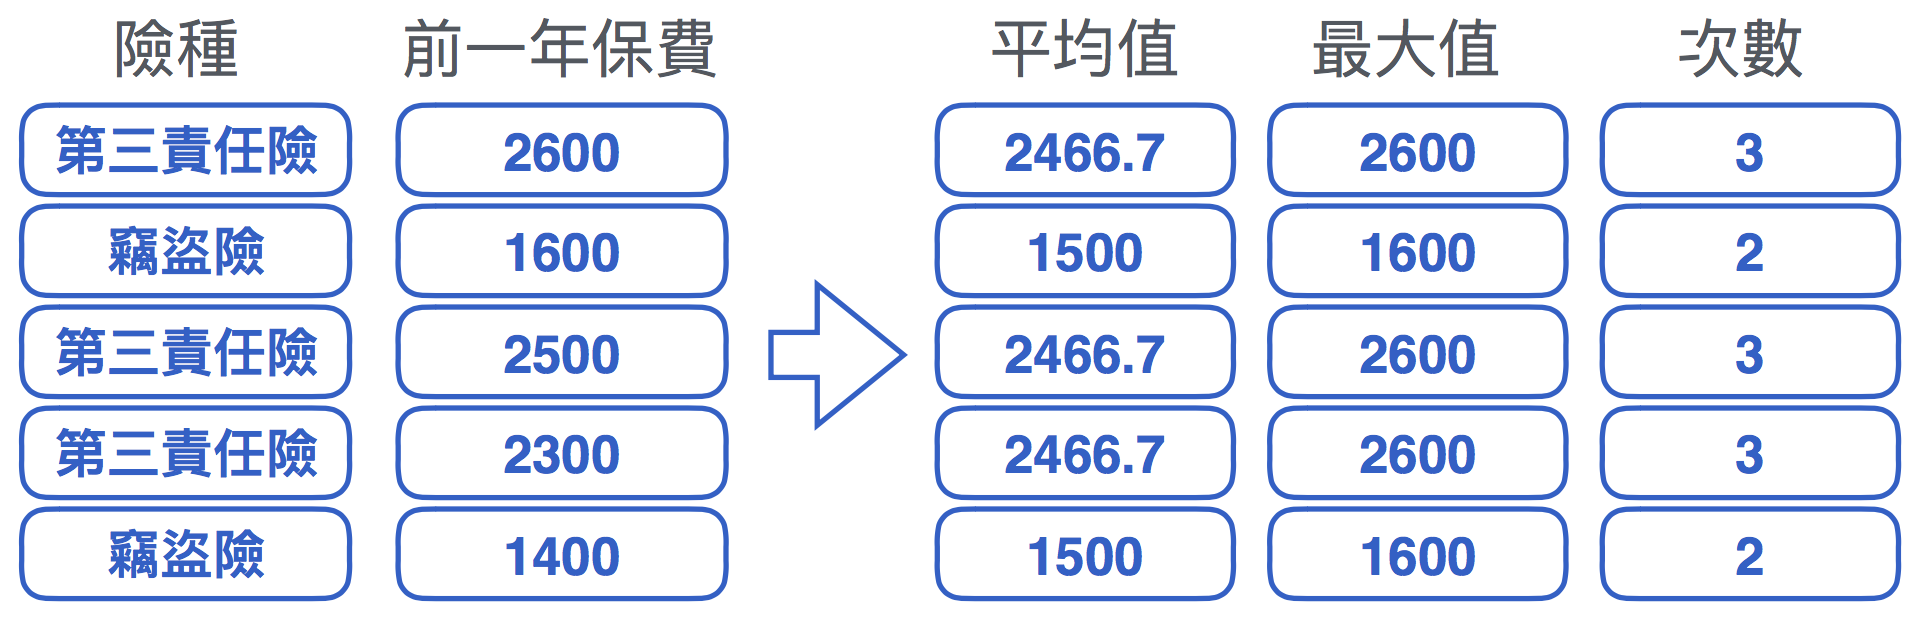 險種 前一年保費 平均值 最大值 次數
第三責任險 2600 2466.7 2600 3
竊盜險 1600 1500 1600 2
第三責任險 2500 2466.7 2600 3
第三責任險 2300 2466.7 2600 3
竊盜險 1400 1500 1600 2